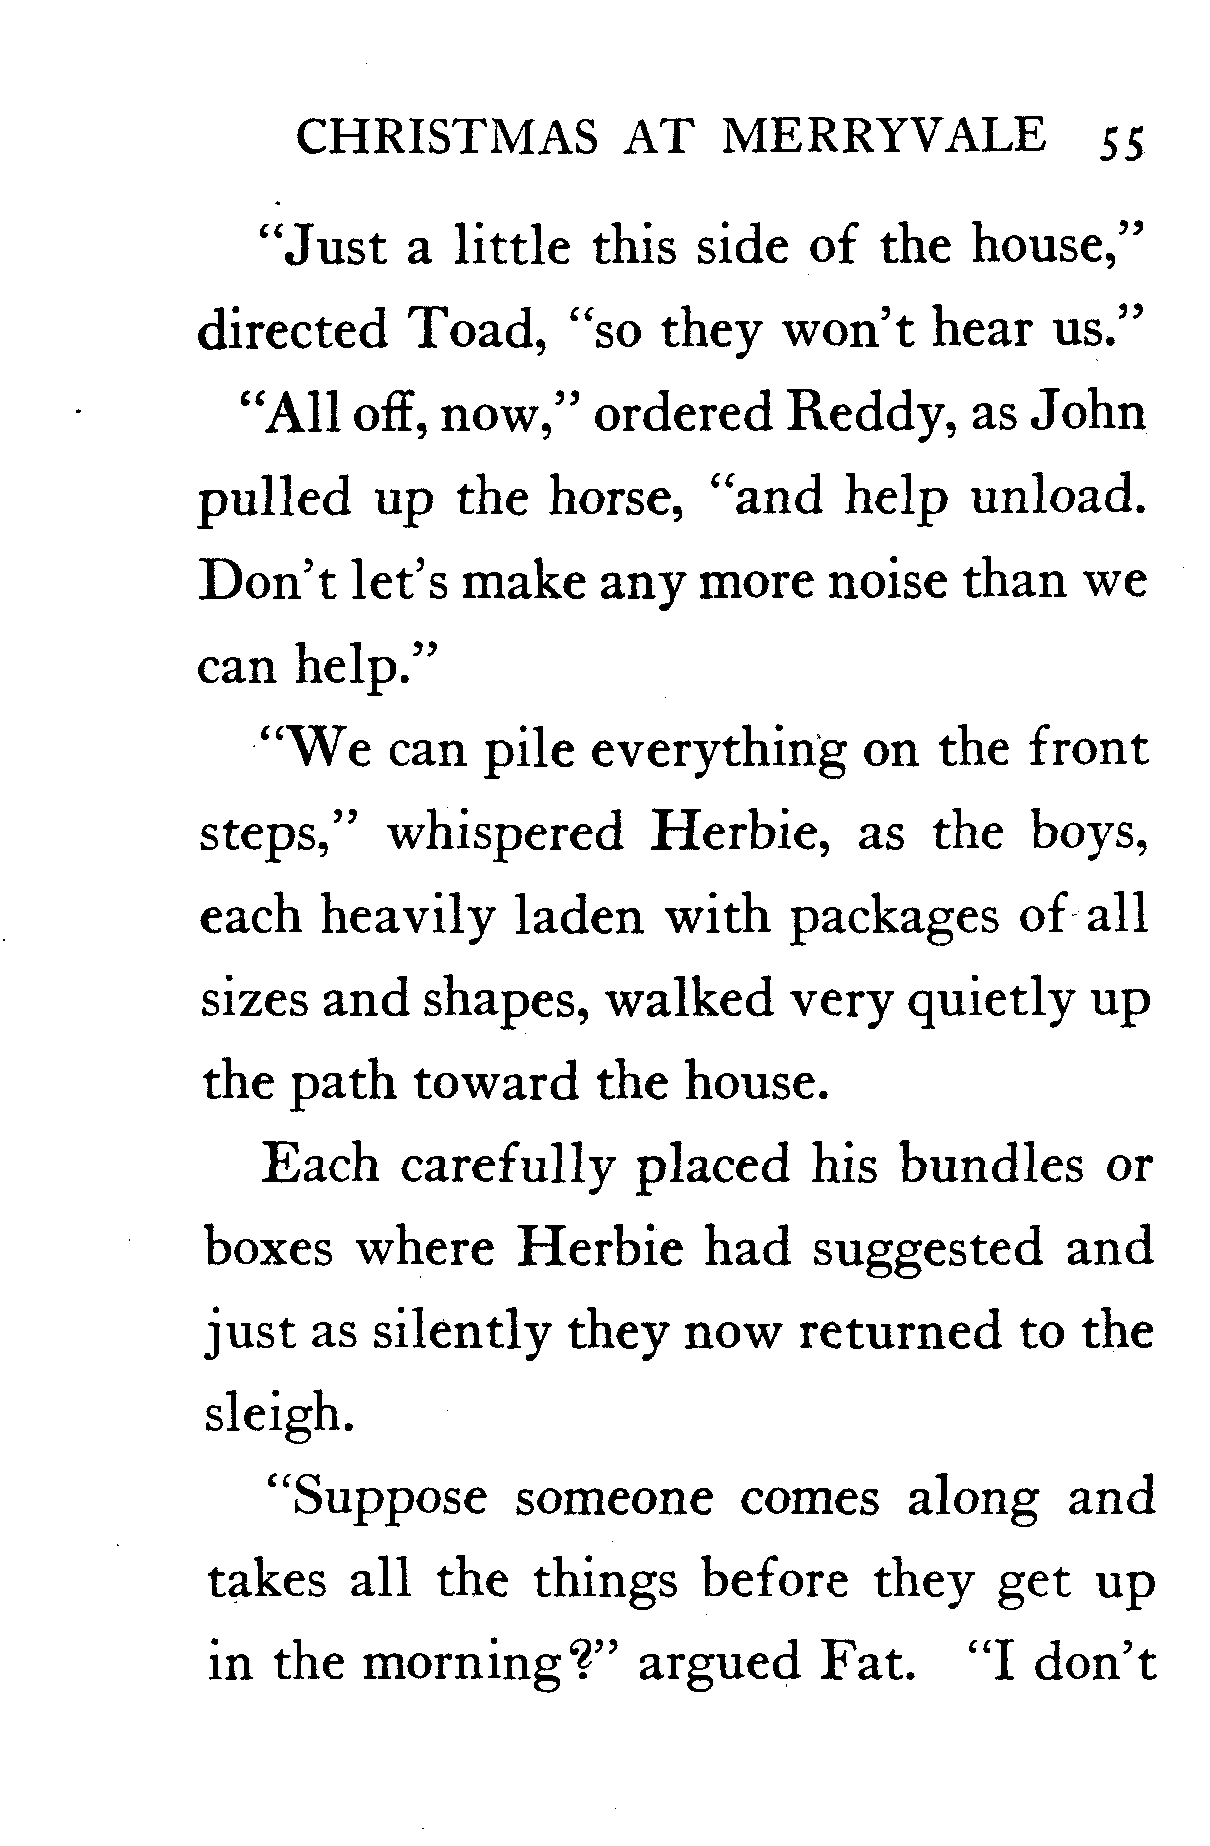 CHRISTMAS AT MERRYVALE 55
“Just a little this side of the house,”
directed Toad, “so they won’t hear us.”
“All off, now,” ordered Reddy, as John
pulled up the horse, “and help unload.
Don’t let’s make any more noise than we
can help.”
“We can pile everything on the front
steps,” whispered Herbie, as the boys,
each heavily laden with packages of all
sizes and shapes, walked very quietly up
the path toward the house.
Each carefully placed his bundles or
boxes where Herbie had suggested and
just as silently they now returned to the
sleigh.
“Suppose someone comes along and
takes all the things before they get up
in the morning?” argued Fat. “I don’t